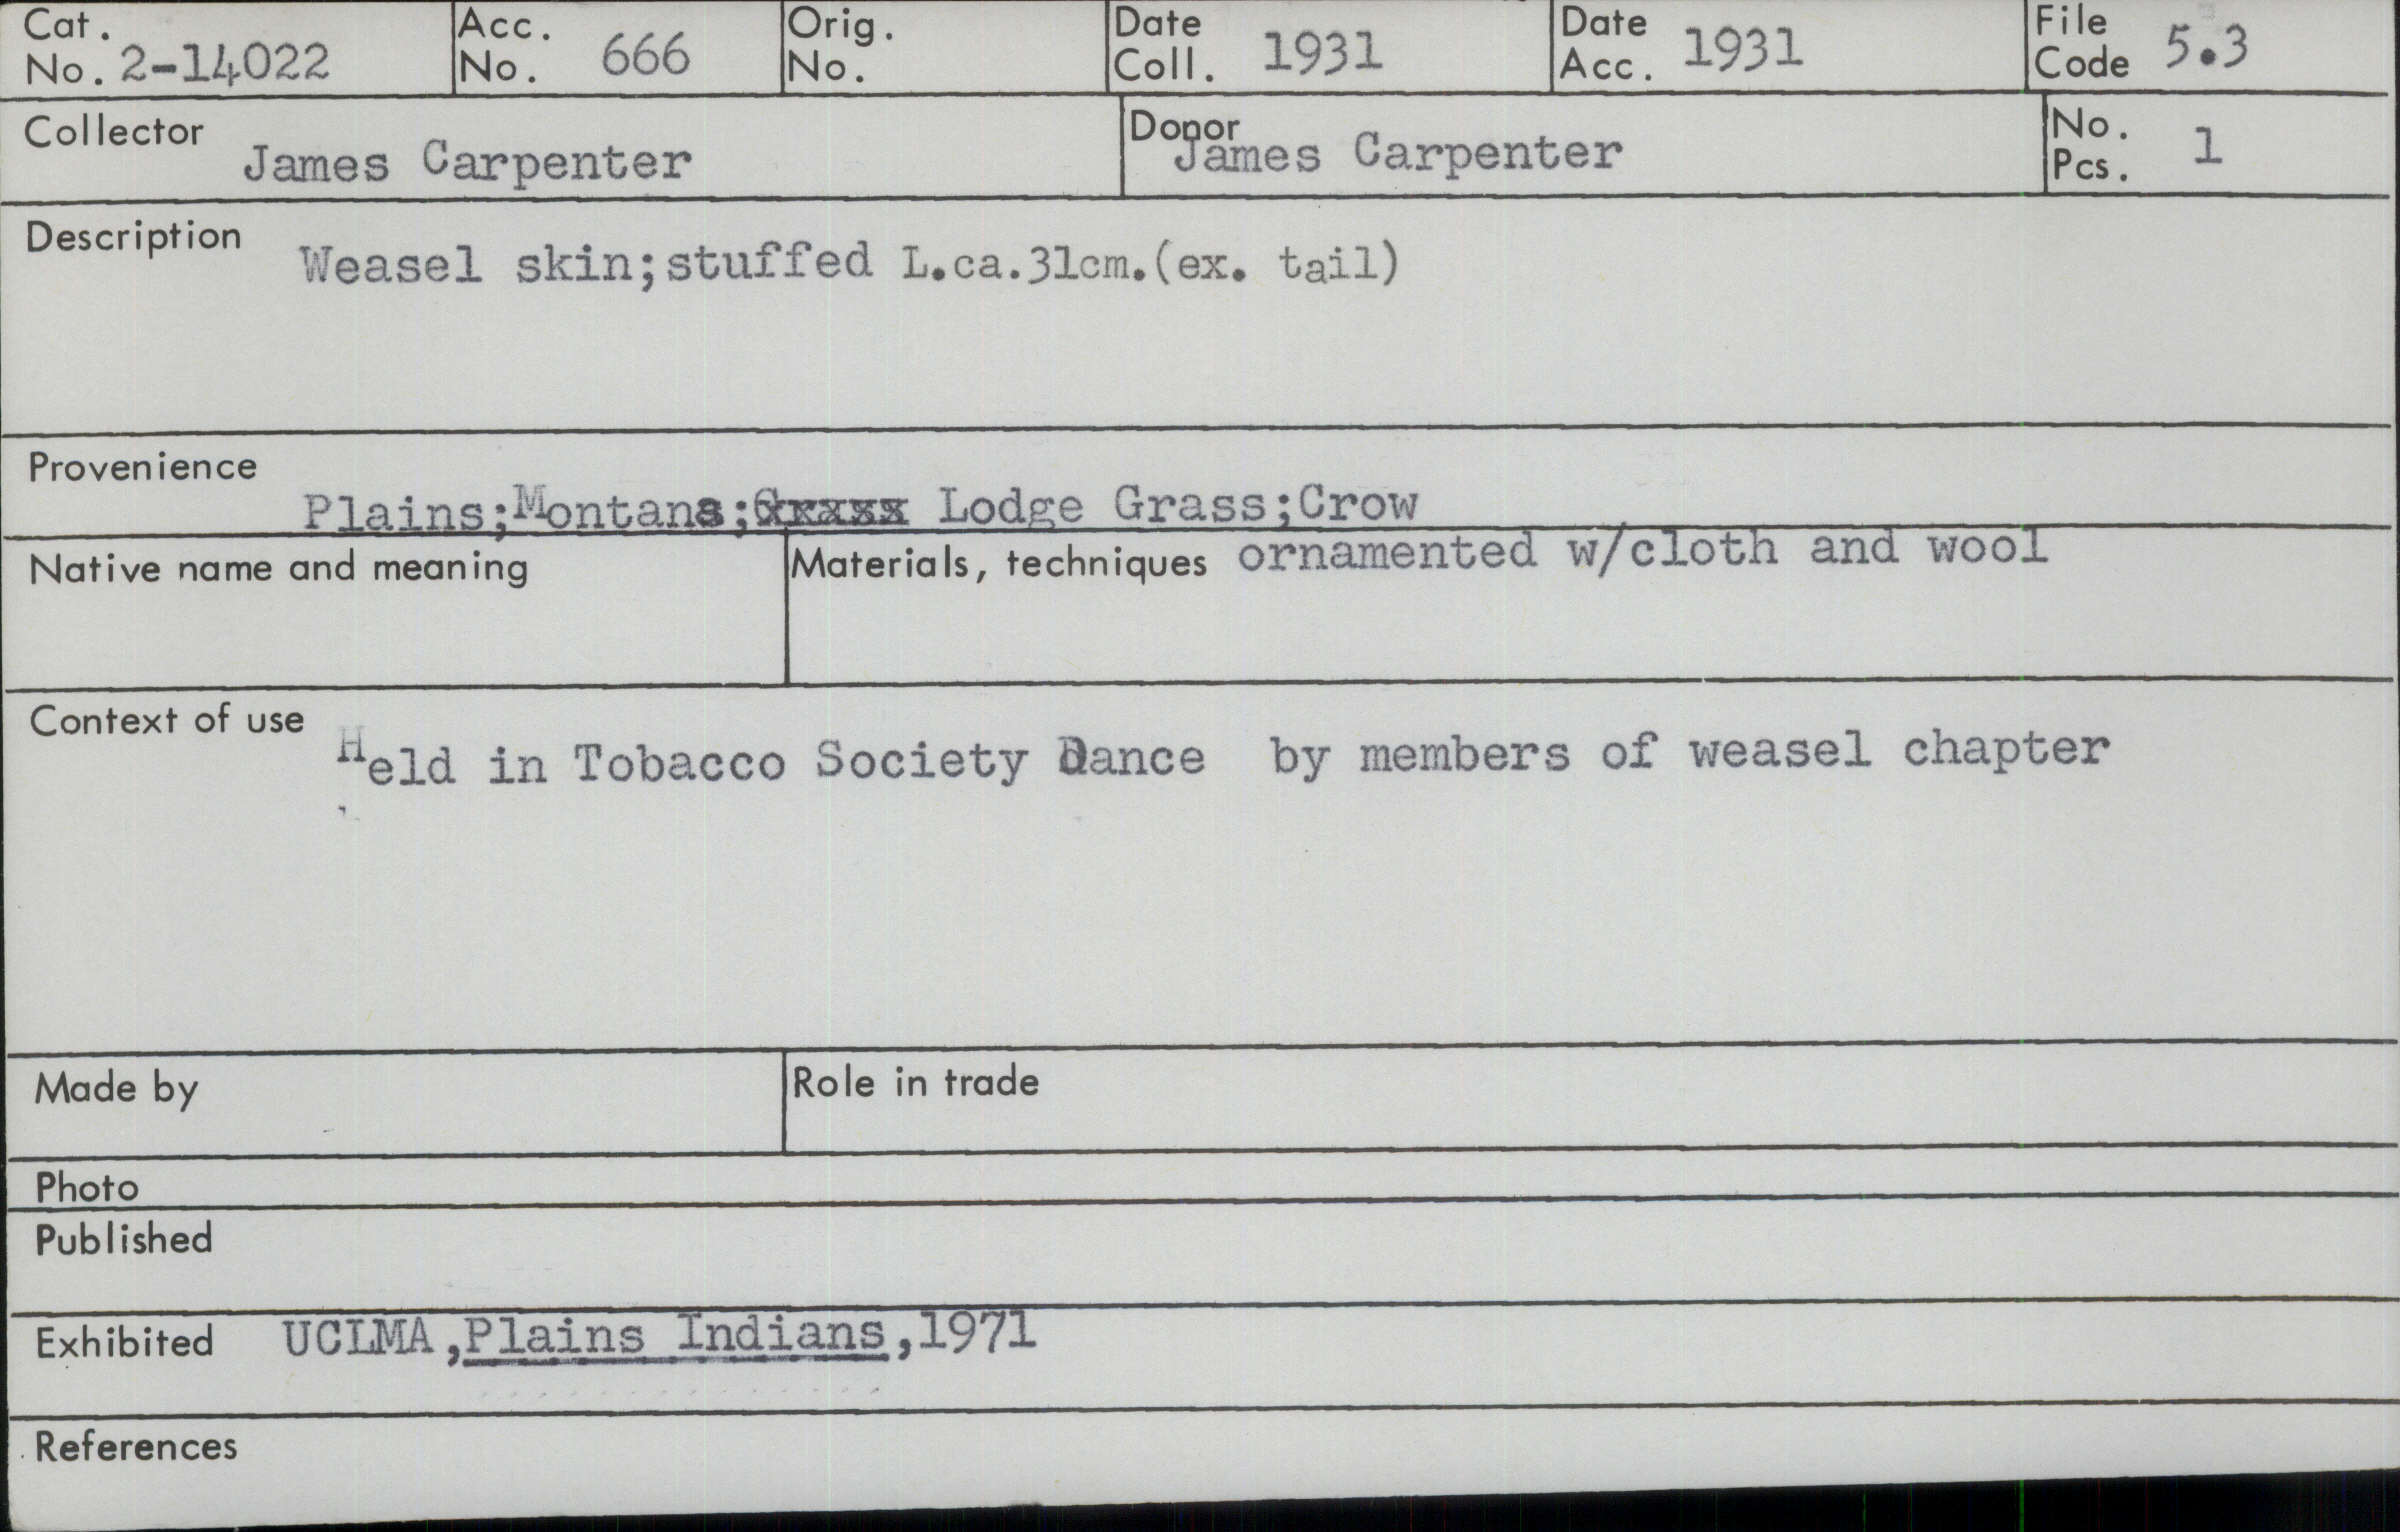 Cat. No. 2-14022 Acc. No. 666 Orig. No. Date Coll. 1931 Date Acc. 1931 File Code 5.3
Collector James Carpenter Donor James Carpenter No. Pcs. 1
Description Weasel skin;stuffed L.ca.31cm.(ex. tail)
Provenience Plains;Montana; Lodge Grass;Crow
Native name and meaning Materials, techniques ornamented w/cloth and wool
Context of use Held in Tobacco Society Dance by members of weasel chapter
Made by Role in trade
Photo
Published
Exhibited UCLMA,Plains Indians,1971
References